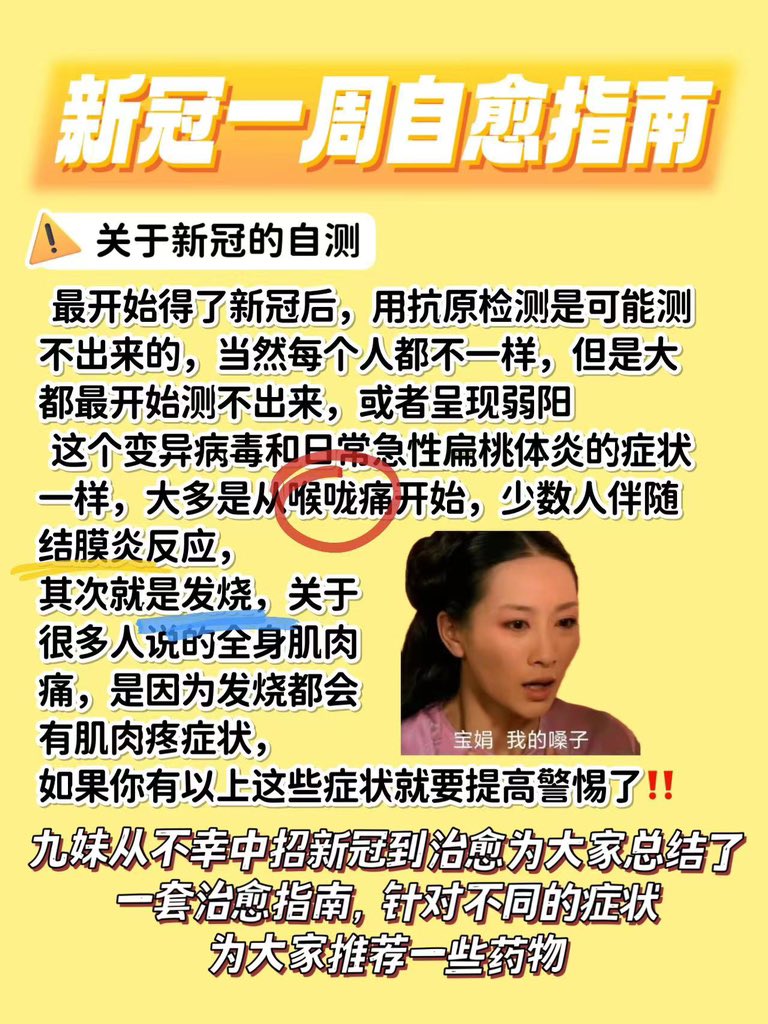 新冠一周自愈指南
关于新冠的自测
最开始得了新冠后，用抗原检测是可能测
不出来的，当然每个人都不一样，但是大
都最开始测不出来，或者呈现弱阳
这个变异病毒和日常急性扁桃体炎的症状
一样，大多是从喉咙痛开始，少数人伴随
结膜炎反应，
其次就是发烧，关于
很多人说的全身肌肉
痛，是因为发烧都会
有肌肉疼症状，
宝娟 我的嗓子
如果你有以上这些症状就要提高警惕了‼️
九妹从不幸中招新冠到治愈为大家总结了
一套治愈指南，针对不同的症状
为大家推荐一些药物